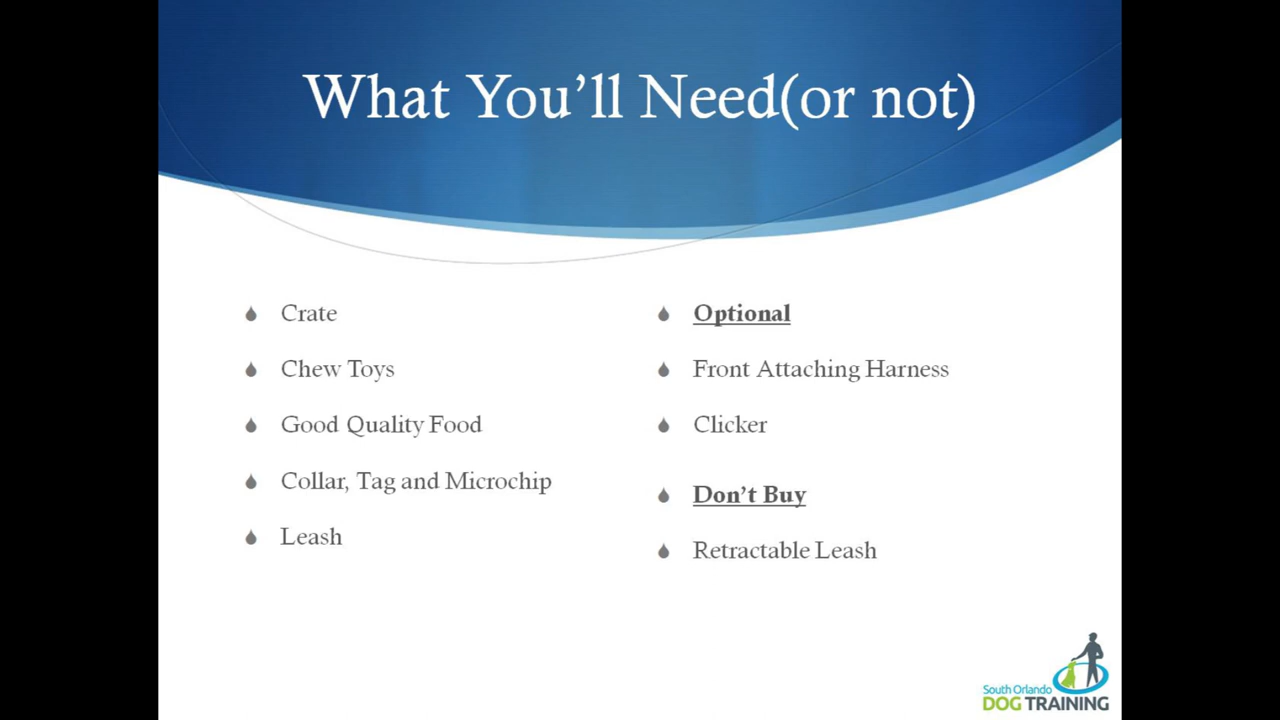 What You'll Need(or not)
Crate
Chew Toys
Good Quality Food
Collar, Tag and Microchip
Leash
Optional
Front Attaching Harness
Clicker
Don't Buy
Retractable Leash
South Orlando
DOG TRAINING